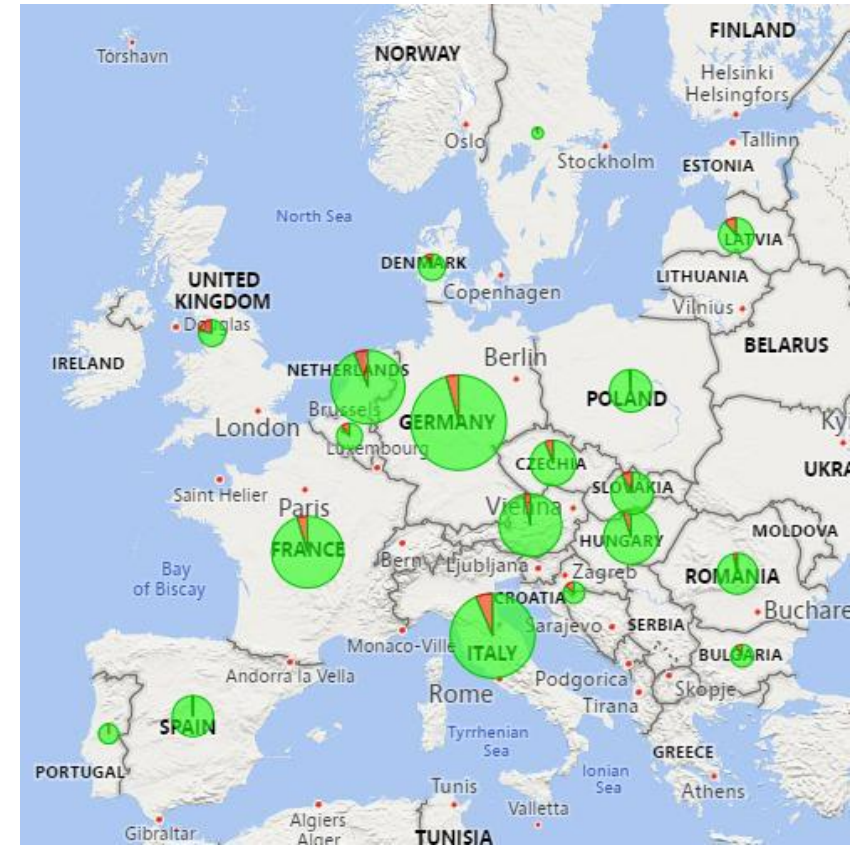 FINLAND
NORWAY
Tórshavn
Helsinki
Helsingfors
Oslo
Tallinn
Stockholm
ESTONIA
North Sea
LATVIA
DENMARK
LITHUANIA
Copenhagen
UNITED
KINGDOM
Vilnius
Douglas
BELARUS
IRELAND
Berlin
NETHERLANDS
POLAND
Brussels
GERMANY
London
Ky
Luxembourg
CZECHIA
UKRA
SLOVAKIA
Saint Helier
Paris
Vienna
MOLDOVA
HUNGARY
FRANCE
Bern
Ljubljana
Zagreb
Bay
of Biscay
ROMANIA
CROATIA
Buchare
Sarajevo
SERBIA
Monaco-Ville
ITALY
BULGARIA
Andorra la Vella
Podgorica
Skopje
Rome
Tirana
SPAIN
Tyrrhenian
Sea
GREECE
PORTUGAL
Ionian
Sea
Athens
Tunis
Valletta
Gibraltar
Algiers
Alger
TUNISIA